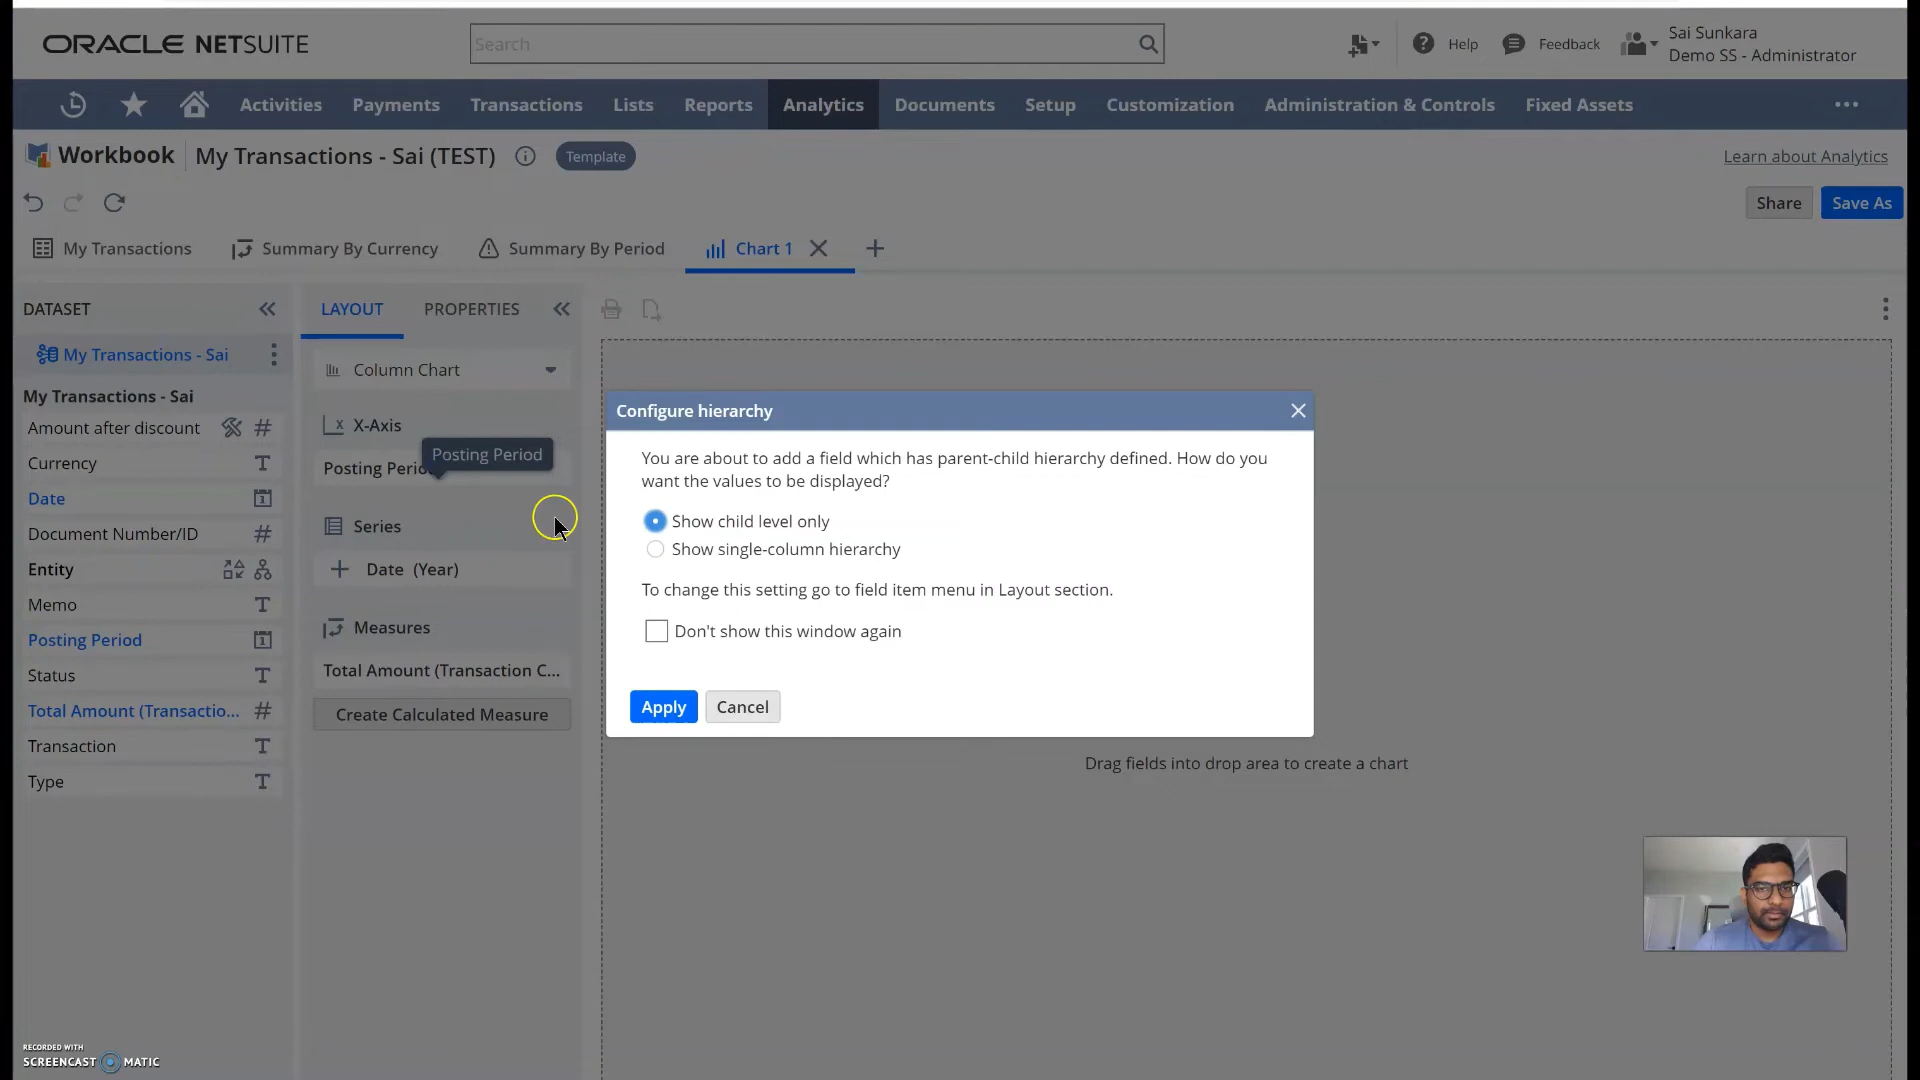 ORACLE NETSUITE
Search
Help
Feedback
Sai Sunkara
Demo SS - Administrator
Activities
Payments
Transactions
Lists
Reports
Analytics
Documents
Setup
Customization
Administration & Controls
Fixed Assets
Workbook
My Transactions - Sai (TEST)
Template
Learn about Analytics
Share
Save As
My Transactions
Summary By Currency
Summary By Period
Chart 1
DATASET
LAYOUT
PROPERTIES
My Transactions - Sai
My Transactions - Sai
Amount after discount
Currency
Date
Document Number/ID
Entity
Memo
Posting Period
Status
Total Amount (Transactio...
Transaction
Type
Column Chart
X-Axis
Posting Period
Posting Perio
Series
Date (Year)
Measures
Total Amount (Transaction C...
Create Calculated Measure
Configure hierarchy
You are about to add a field which has parent-child hierarchy defined. How do you
want the values to be displayed?
Show child level only
Show single-column hierarchy
To change this setting go to field item menu in Layout section.
Don't show this window again
Apply
Cancel
Drag fields into drop area to create a chart
RECORDED WITH
SCREENCAST MATIC